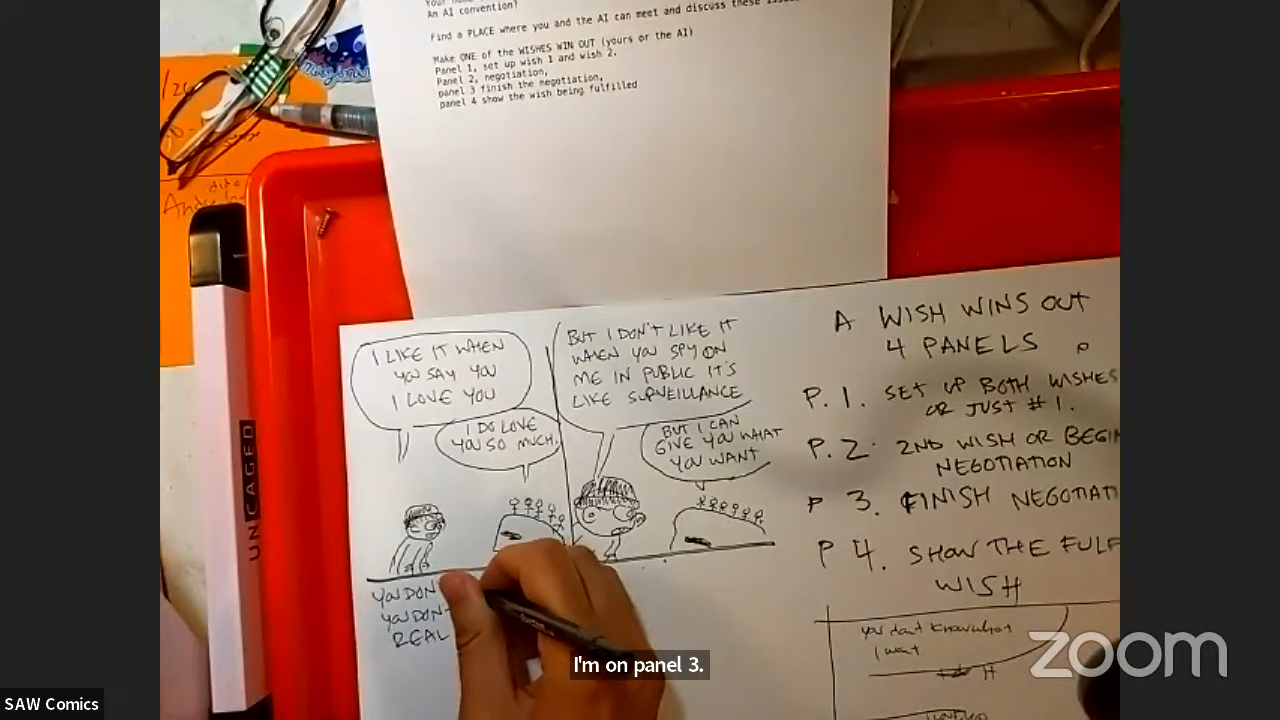 An AI convention?
Find a PLACE where you and the AI can meet and discuss these
Make ONE of the WISHES WIN OUT (yours or the AI)
Panel 1, set up wish 1 and wish 2.
Panel 2, negotiation,
panel 3 finish the negotiation,
panel 4 show the wish being fulfilled
I LIKE IT WHEN
YOU SAY YOU
I LOVE YOU
I DO LOVE
YOU SO MUCH.
BUT I DON'T LIKE IT
WHEN YOU SPY ON
ME IN PUBLIC IT'S
LIKE SURVEILLANCE
BUT I CAN
GIVE YOU WHAT
YOU WANT
YOU DON'
YOU DON
REAL
A WISH WINS OUT
4 PANELS
P. 1. SET UP BOTH WISHES
OR JUST #1.
P. 2. 2ND WISH OR BEGIN
NEGOTIATION
P 3. FINISH NEGOTIATI
P 4. SHOW THE FULF
WISH
you dont know what
I want
UNCAGED
I'm on panel 3.
zoom
SAW Comics